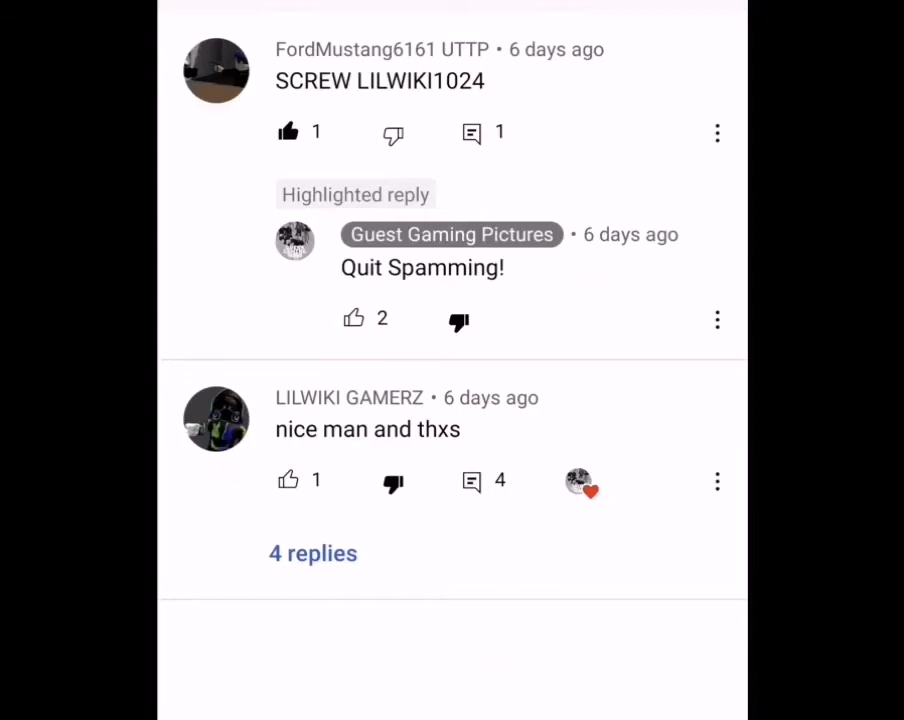 FordMustang6161 UTTP • 6 days ago
SCREW LILWIKI1024
1 1
Highlighted reply
Guest Gaming Pictures • 6 days ago
Quit Spamming!
2
LILWIKI GAMERZ • 6 days ago
nice man and thxs
1 4
4 replies